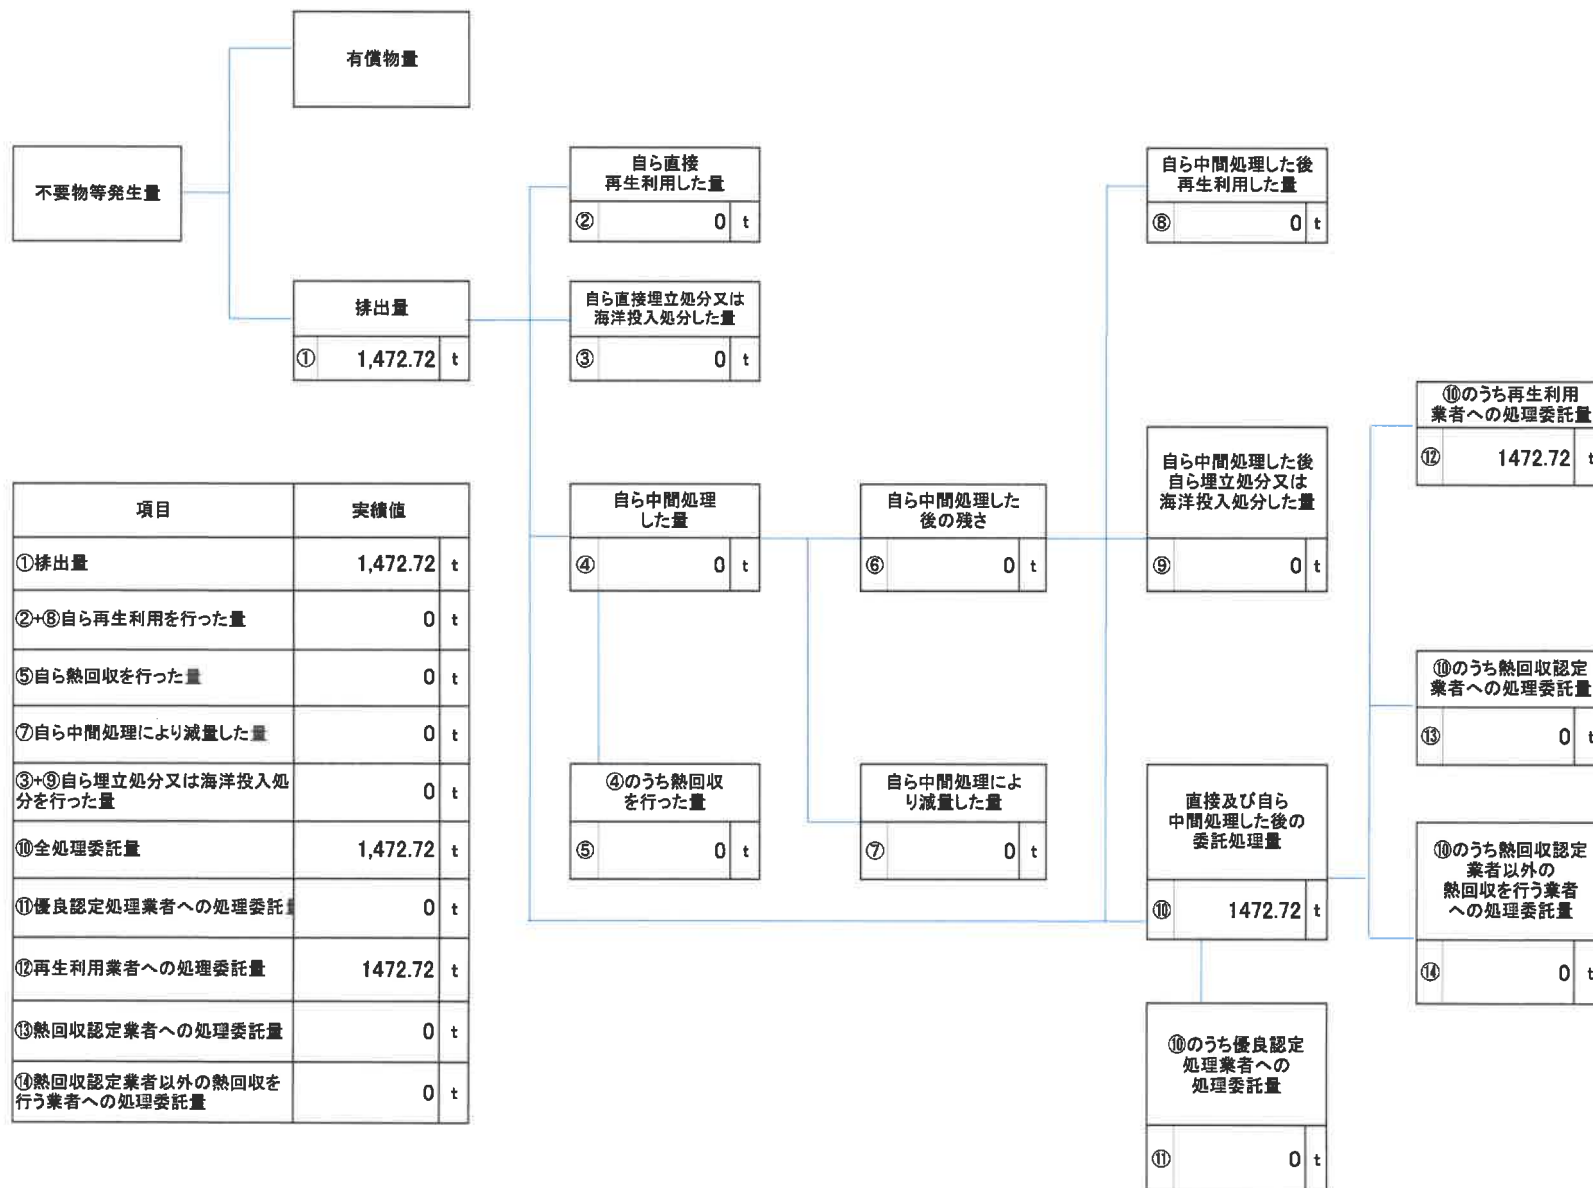 有償物量
不要物等発生量
排出量
① 1,472.72 t
自ら直接
再生利用した量
② 0 t
自ら直接埋立処分又は
海洋投入処分した量
③ 0 t
自ら中間処理
した量
④ 0 t
④のうち熱回収
を行った量
⑤ 0 t
自ら中間処理した
後の残さ
⑥ 0 t
自ら中間処理によ
り減量した量
⑦ 0 t
自ら中間処理した後
再生利用した量
⑧ 0 t
自ら中間処理した後
自ら埋立処分又は
海洋投入処分した量
⑨ 0 t
直接及び自ら
中間処理した後の
委託処理量
⑩ 1472.72 t
⑩のうち優良認定
処理業者への
処理委託量
⑪ 0 t
⑩のうち再生利用
業者への処理委託量
⑫ 1472.72 t
⑩のうち熱回収認定
業者への処理委託量
⑬ 0 t
⑩のうち熱回収認定
業者以外の
熱回収を行う業者
への処理委託量
⑭ 0 t
項目 実績値
①排出量 1,472.72 t
②+⑧自ら再生利用を行った量 0 t
⑤自ら熱回収を行った量 0 t
⑦自ら中間処理により減量した量 0 t
③+⑨自ら埋立処分又は海洋投入処
分を行った量 0 t
⑩全処理委託量 1,472.72 t
⑪優良認定処理業者への処理委託 0 t
⑫再生利用業者への処理委託量 1472.72 t
⑬熱回収認定業者への処理委託量 0 t
⑭熱回収認定業者以外の熱回収を
行う業者への処理委託量 0 t